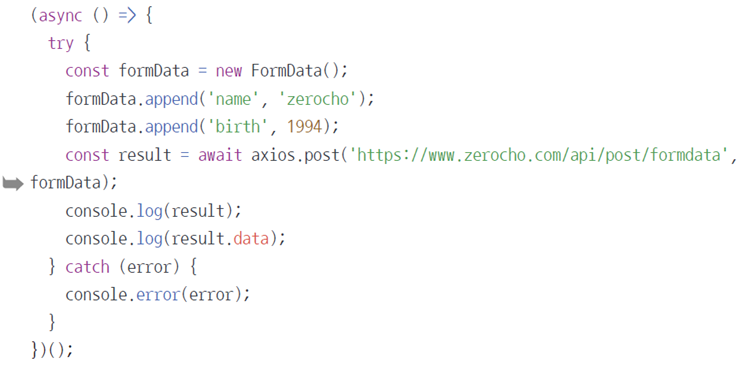 (async () => {
  try {
    const formData = new FormData();
    formData.append('name', 'zerocho');
    formData.append('birth', 1994);
    const result = await axios.post('https://www.zerocho.com/api/post/formdata',
formData);
    console.log(result);
    console.log(result.data);
  } catch (error) {
    console.error(error);
  }
})();